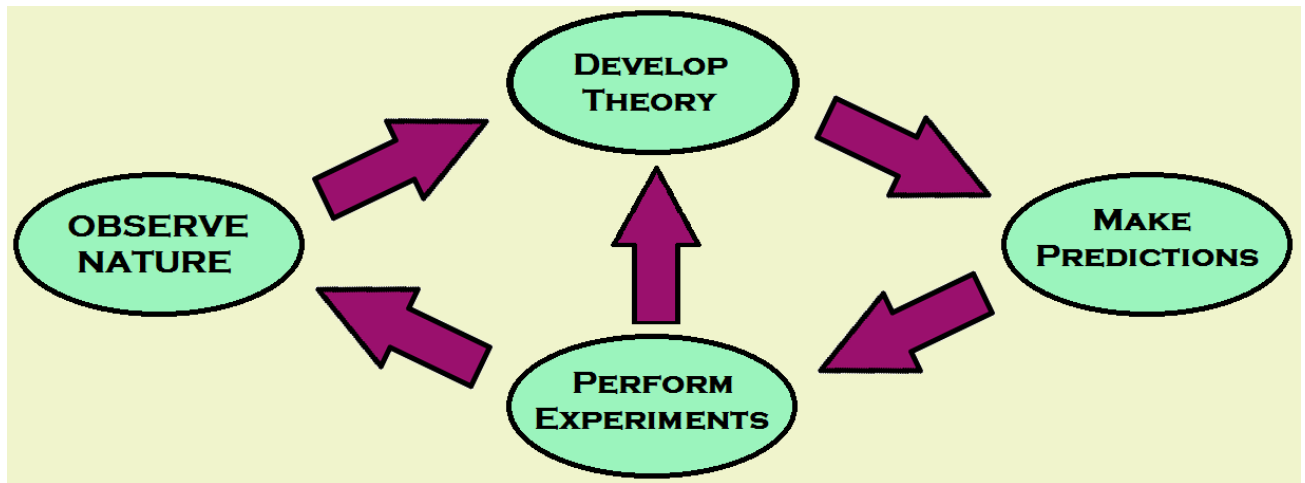 Develop
Theory
OBSERVE
NATURE
Make
Predictions
Perform
Experiments